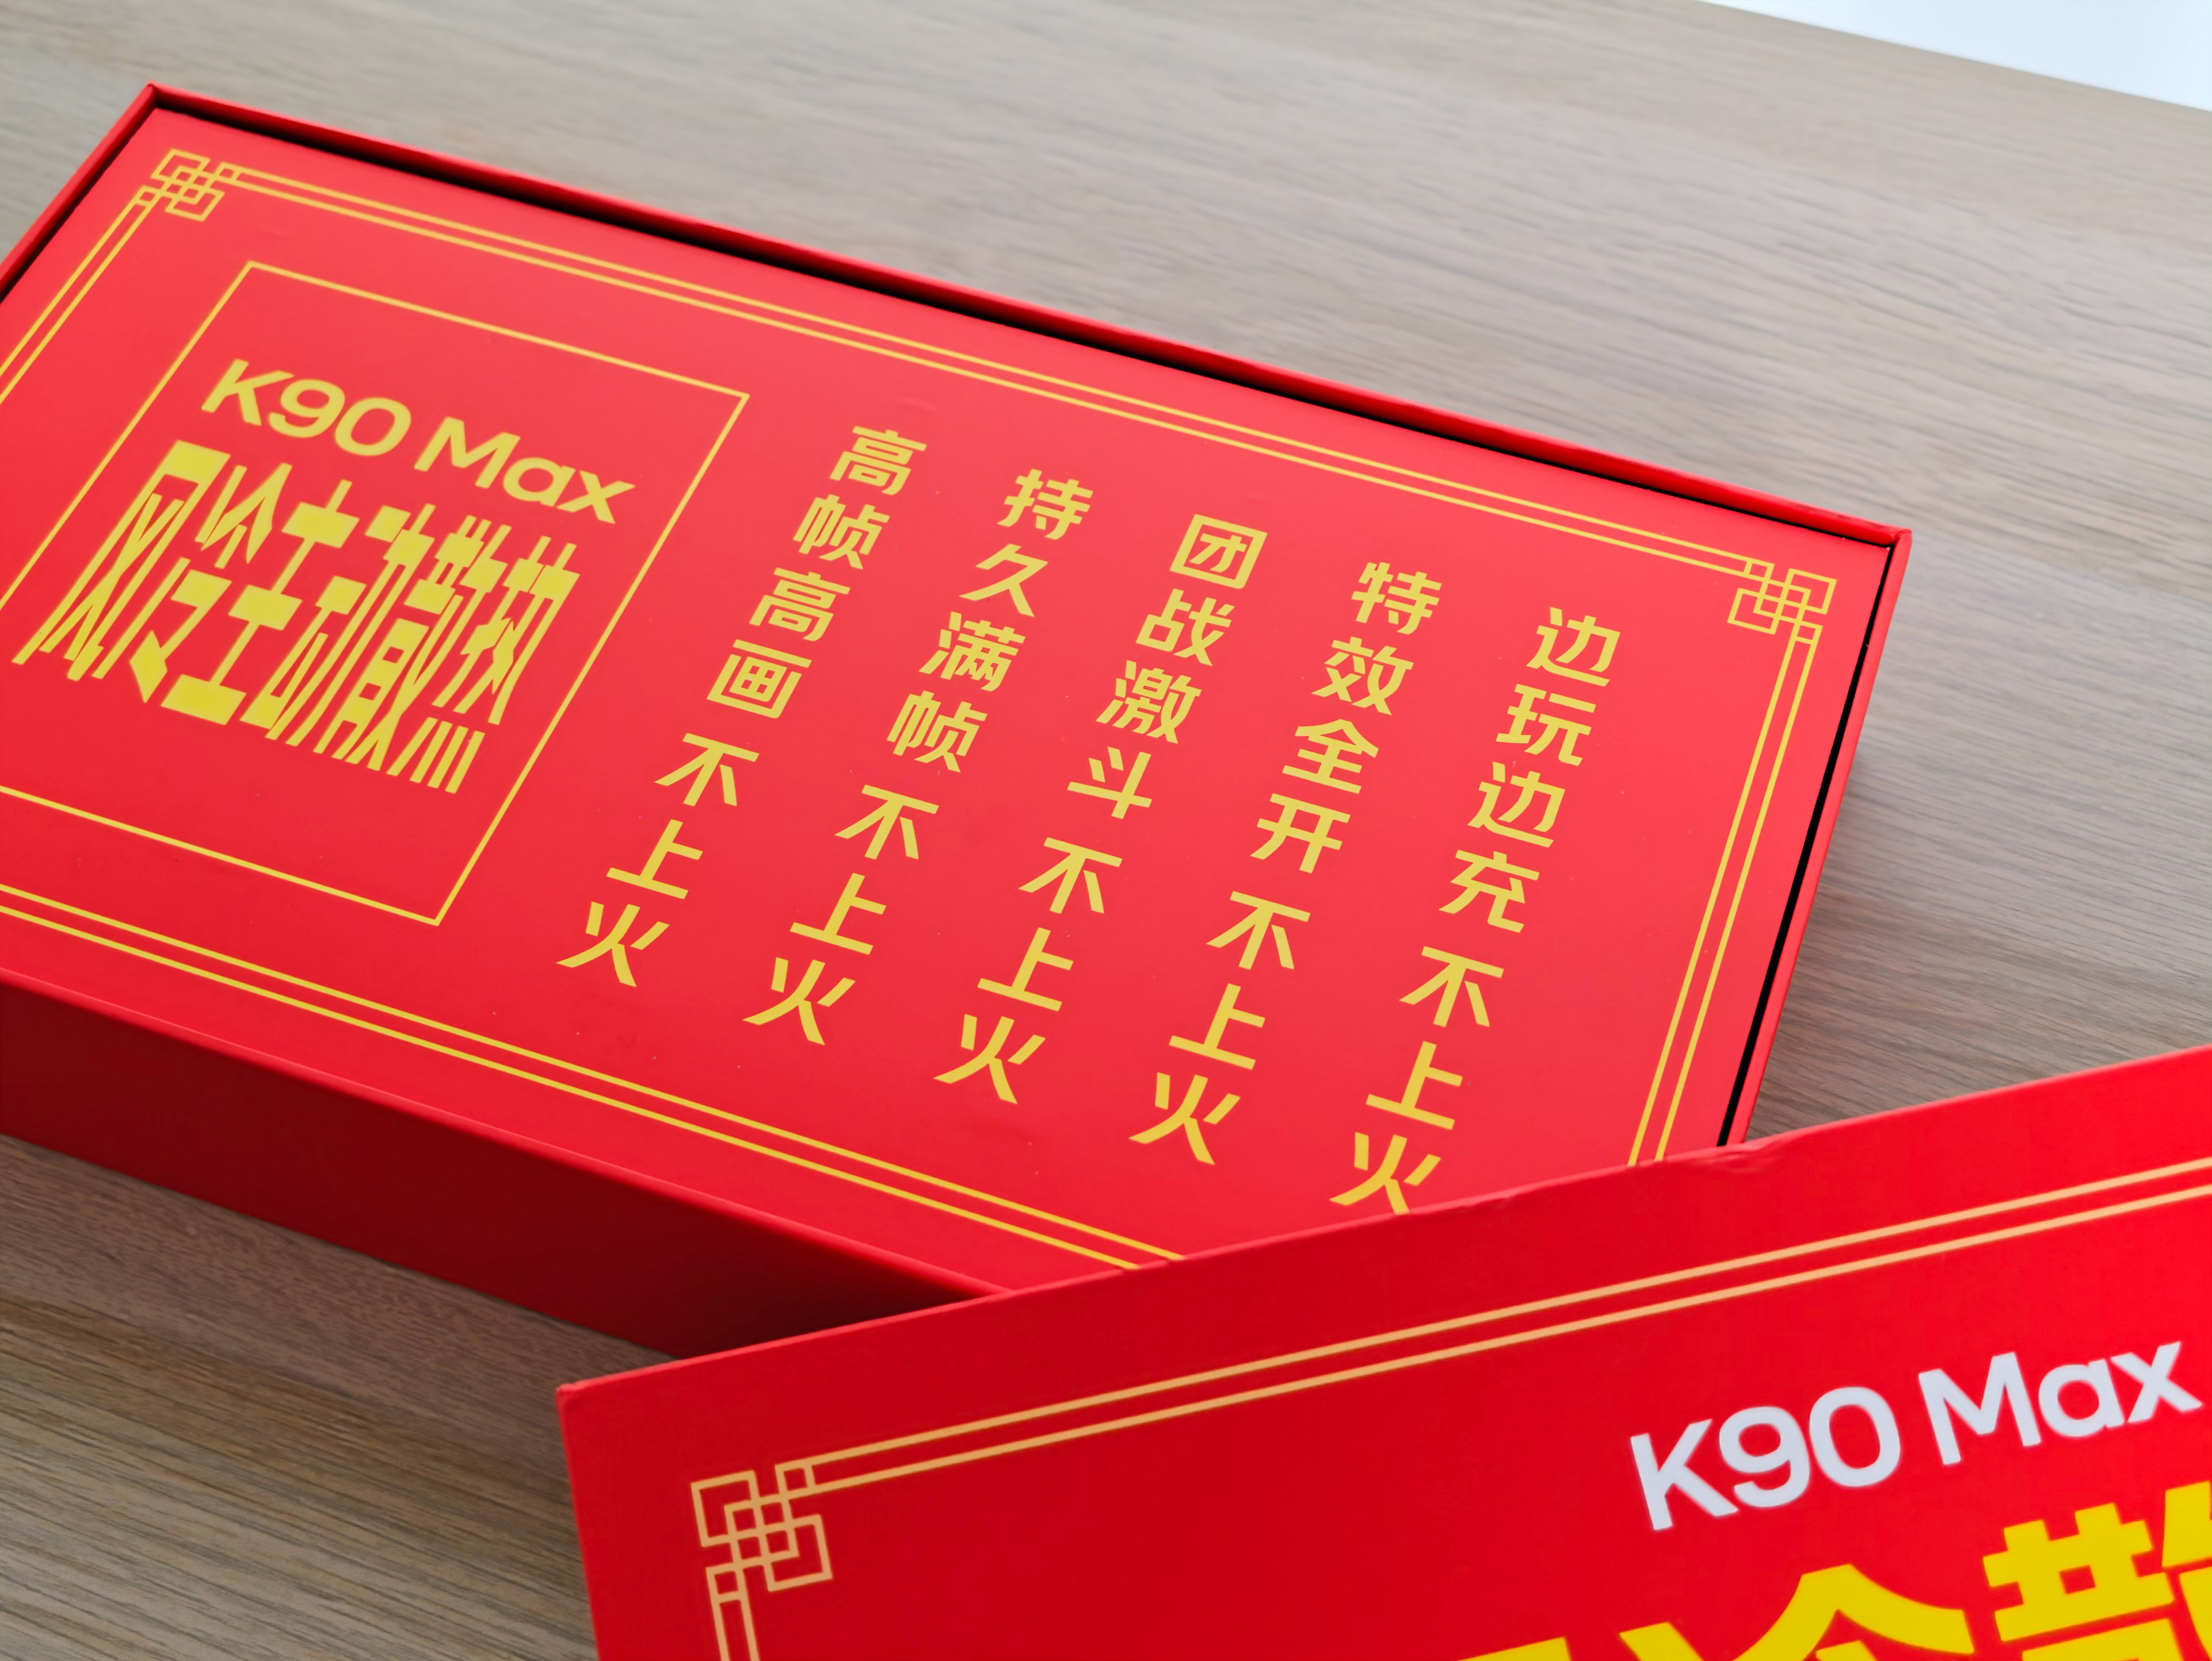 K90 Max
风冷主动散热
高帧高画 不上火
持久满帧 不上火
团战激斗 不上火
特效全开 不上火
边玩边充 不上火
K90 Max